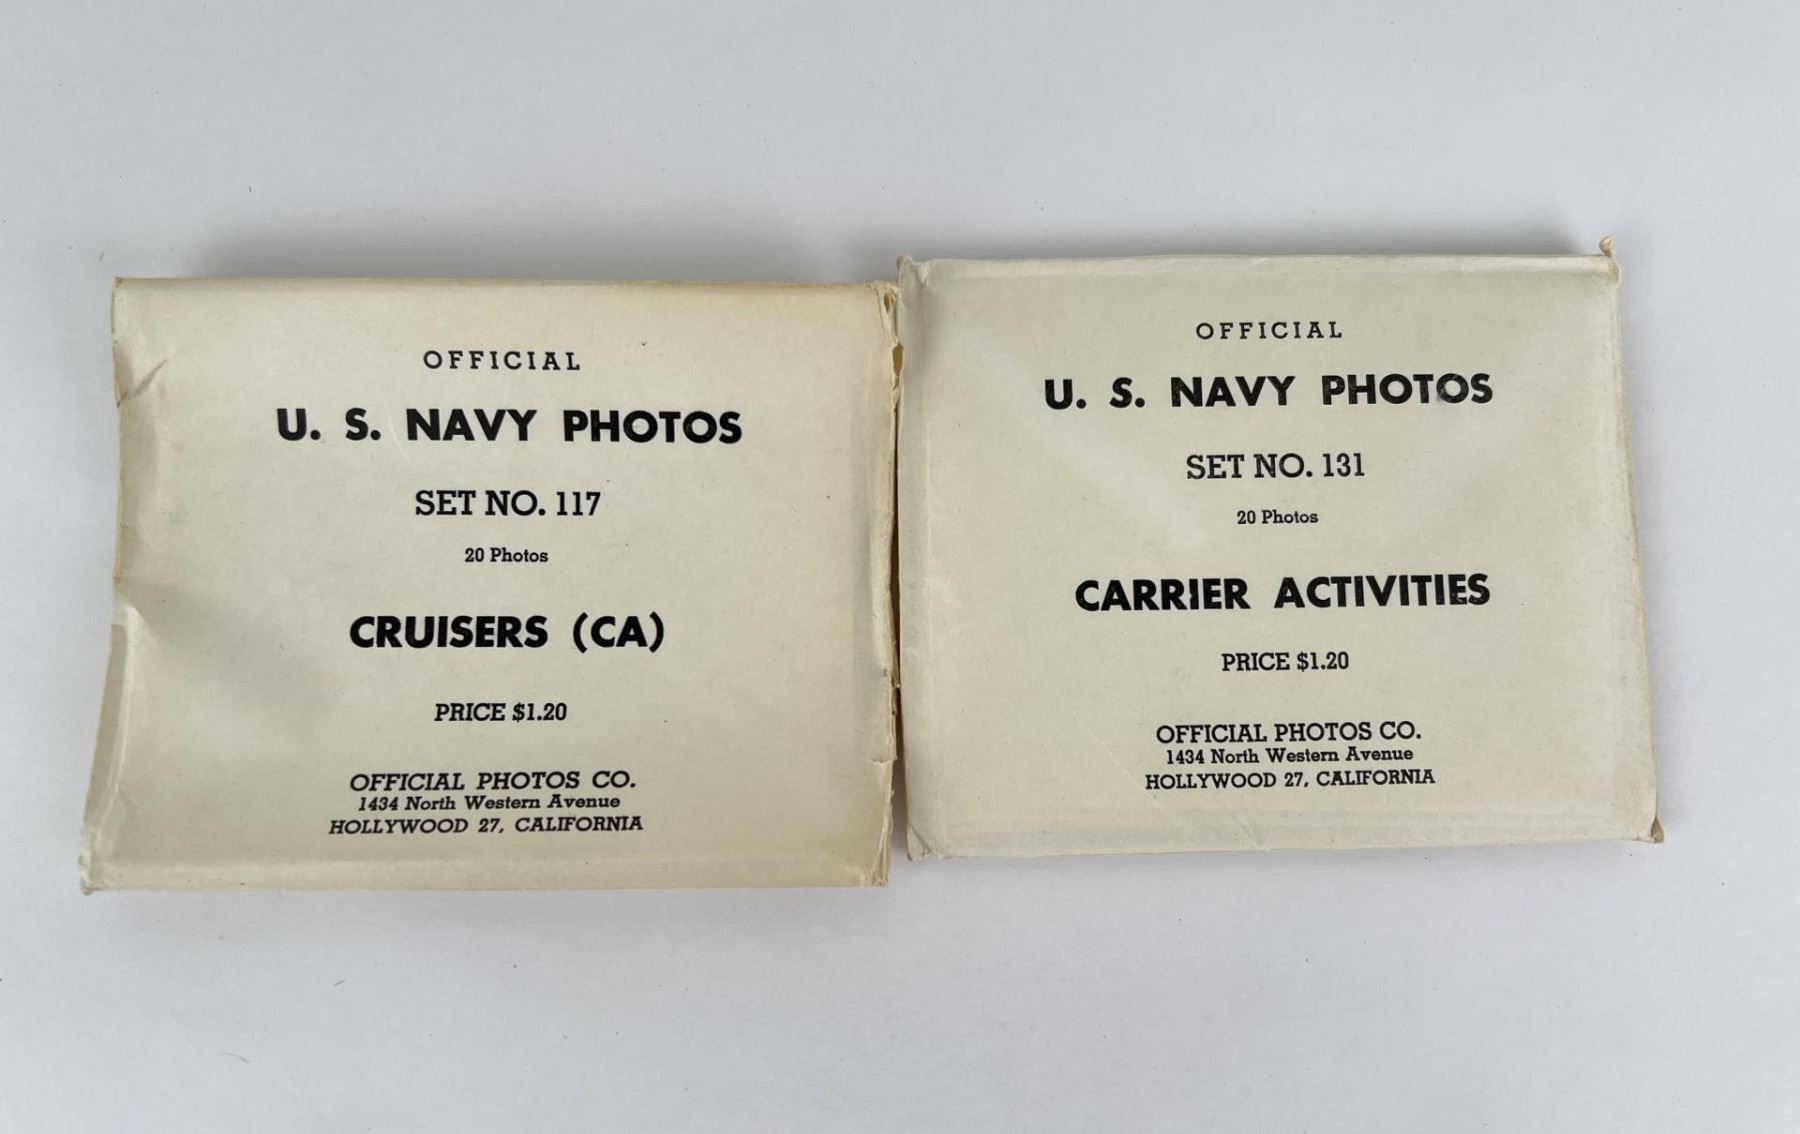 OFFICIAL
U. S. NAVY PHOTOS
SET NO. 117
20 Photos
CRUISERS (CA)
PRICE $1.20
OFFICIAL PHOTOS CO.
1434 North Western Avenue
HOLLYWOOD 27, CALIFORNIA
OFFICIAL
U. S. NAVY PHOTOS
SET NO. 131
20 Photos
CARRIER ACTIVITIES
PRICE $1.20
OFFICIAL PHOTOS CO.
1434 North Western Avenue
HOLLYWOOD 27, CALIFORNIA